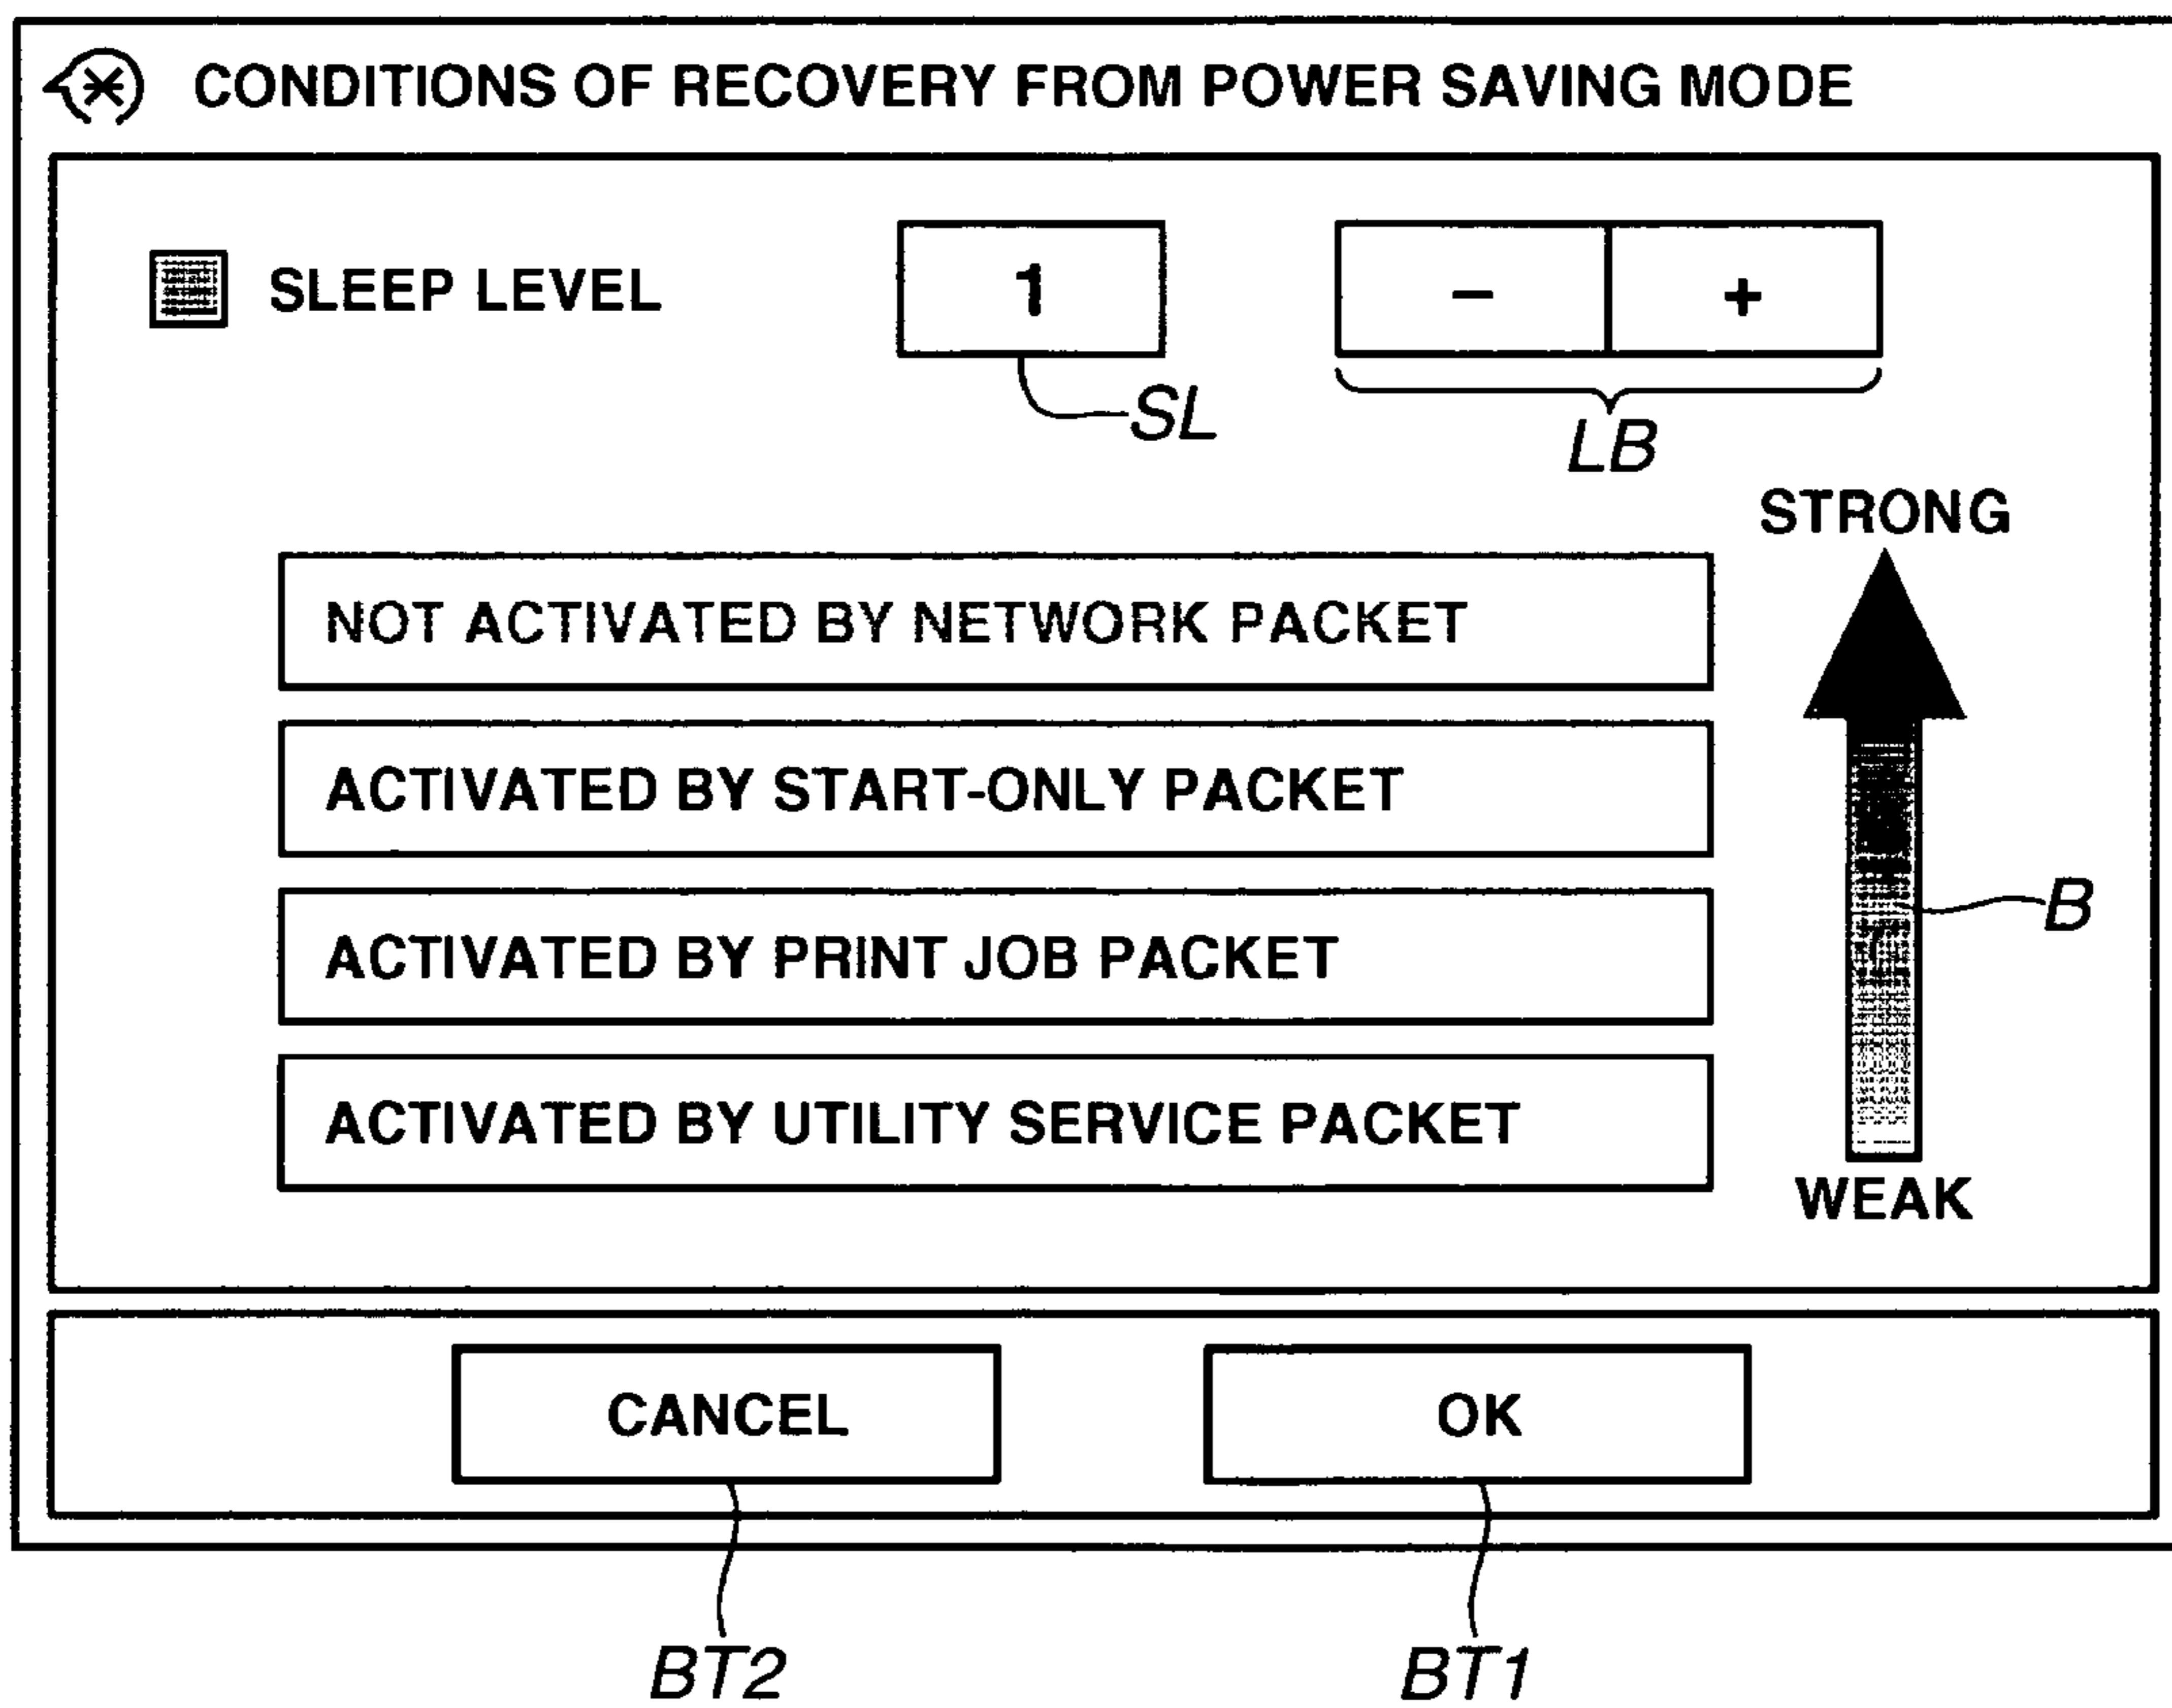 CONDITIONS OF RECOVERY FROM POWER SAVING MODE
SLEEP LEVEL
1
−
+
SL
LB
STRONG
NOT ACTIVATED BY NETWORK PACKET
ACTIVATED BY START-ONLY PACKET
B
ACTIVATED BY PRINT JOB PACKET
ACTIVATED BY UTILITY SERVICE PACKET
WEAK
CANCEL
OK
BT2
BT1